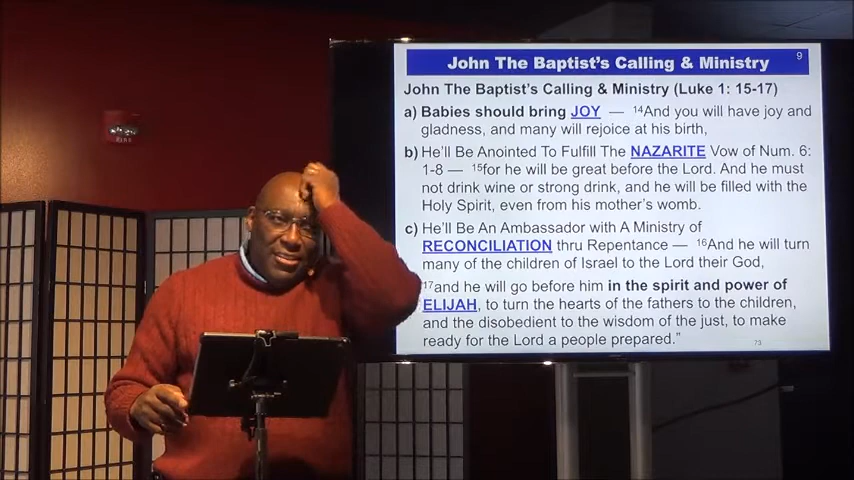 John The Baptist's Calling & Ministry
9
John The Baptist's Calling & Ministry (Luke 1: 15-17)
a) Babies should bring JOY — 14And you will have joy and
gladness, and many will rejoice at his birth,
b) He'll Be Anointed To Fulfill The NAZARITE Vow of Num. 6:
1-8 — 15for he will be great before the Lord. And he must
not drink wine or strong drink, and he will be filled with the
Holy Spirit, even from his mother's womb.
c) He'll Be An Ambassador with A Ministry of
RECONCILIATION thru Repentance — 16And he will turn
many of the children of Israel to the Lord their God,
17and he will go before him in the spirit and power of
ELIJAH, to turn the hearts of the fathers to the children,
and the disobedient to the wisdom of the just, to make
ready for the Lord a people prepared."
73
FIRE